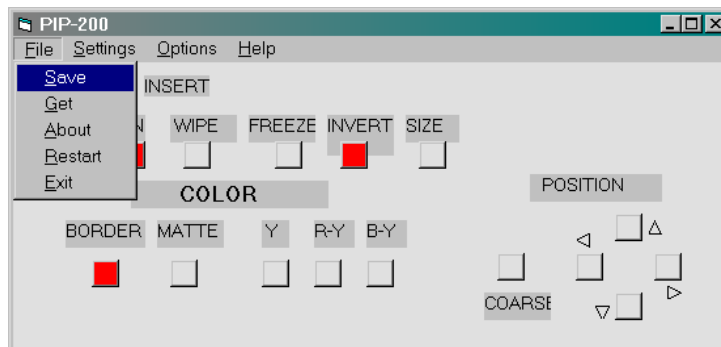 PIP-200
File Settings Options Help
Save
INSERT
Get
About
WIPE FREEZE INVERT SIZE
Restart
Exit
COLOR
POSITION
BORDER MATTE Y R-Y B-Y
COARSE